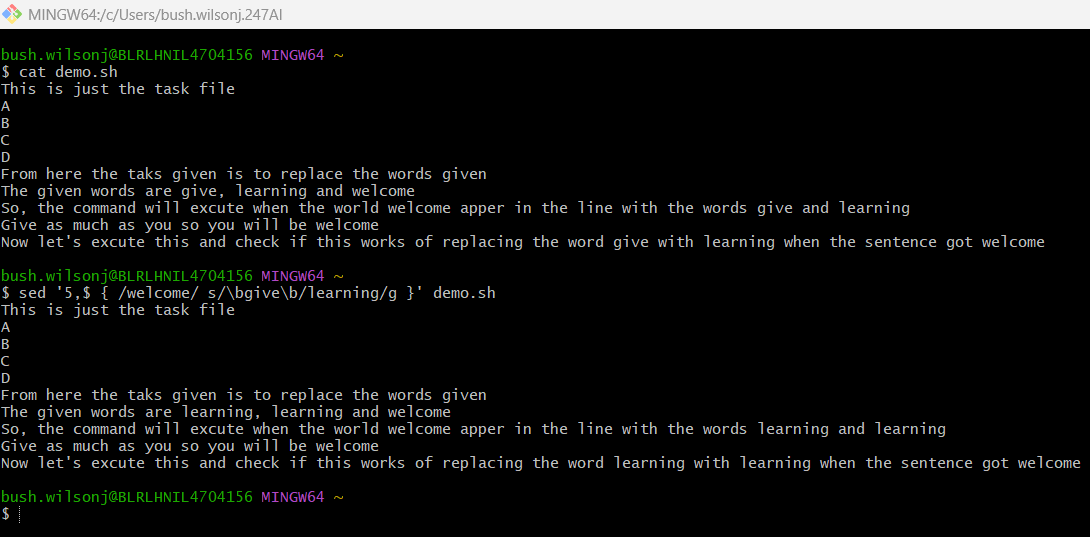 MINGW64:/c/Users/bush.wilsonj.247AI
bush.wilsonj@BLRLHNIL4704156 MINGW64 ~
$ cat demo.sh
This is just the task file
A
B
C
D
From here the taks given is to replace the words given
The given words are give, learning and welcome
So, the command will excute when the world welcome apper in the line with the words give and learning
Give as much as you so you will be welcome
Now let's excute this and check if this works of replacing the word give with learning when the sentence got welcome
bush.wilsonj@BLRLHNIL4704156 MINGW64 ~
$ sed '5,$ { /welcome/ s/\bgive\b/learning/g }' demo.sh
This is just the task file
A
B
C
D
From here the taks given is to replace the words given
The given words are learning, learning and welcome
So, the command will excute when the world welcome apper in the line with the words learning and learning
Give as much as you so you will be welcome
Now let's excute this and check if this works of replacing the word learning with learning when the sentence got welcome
bush.wilsonj@BLRLHNIL4704156 MINGW64 ~
$